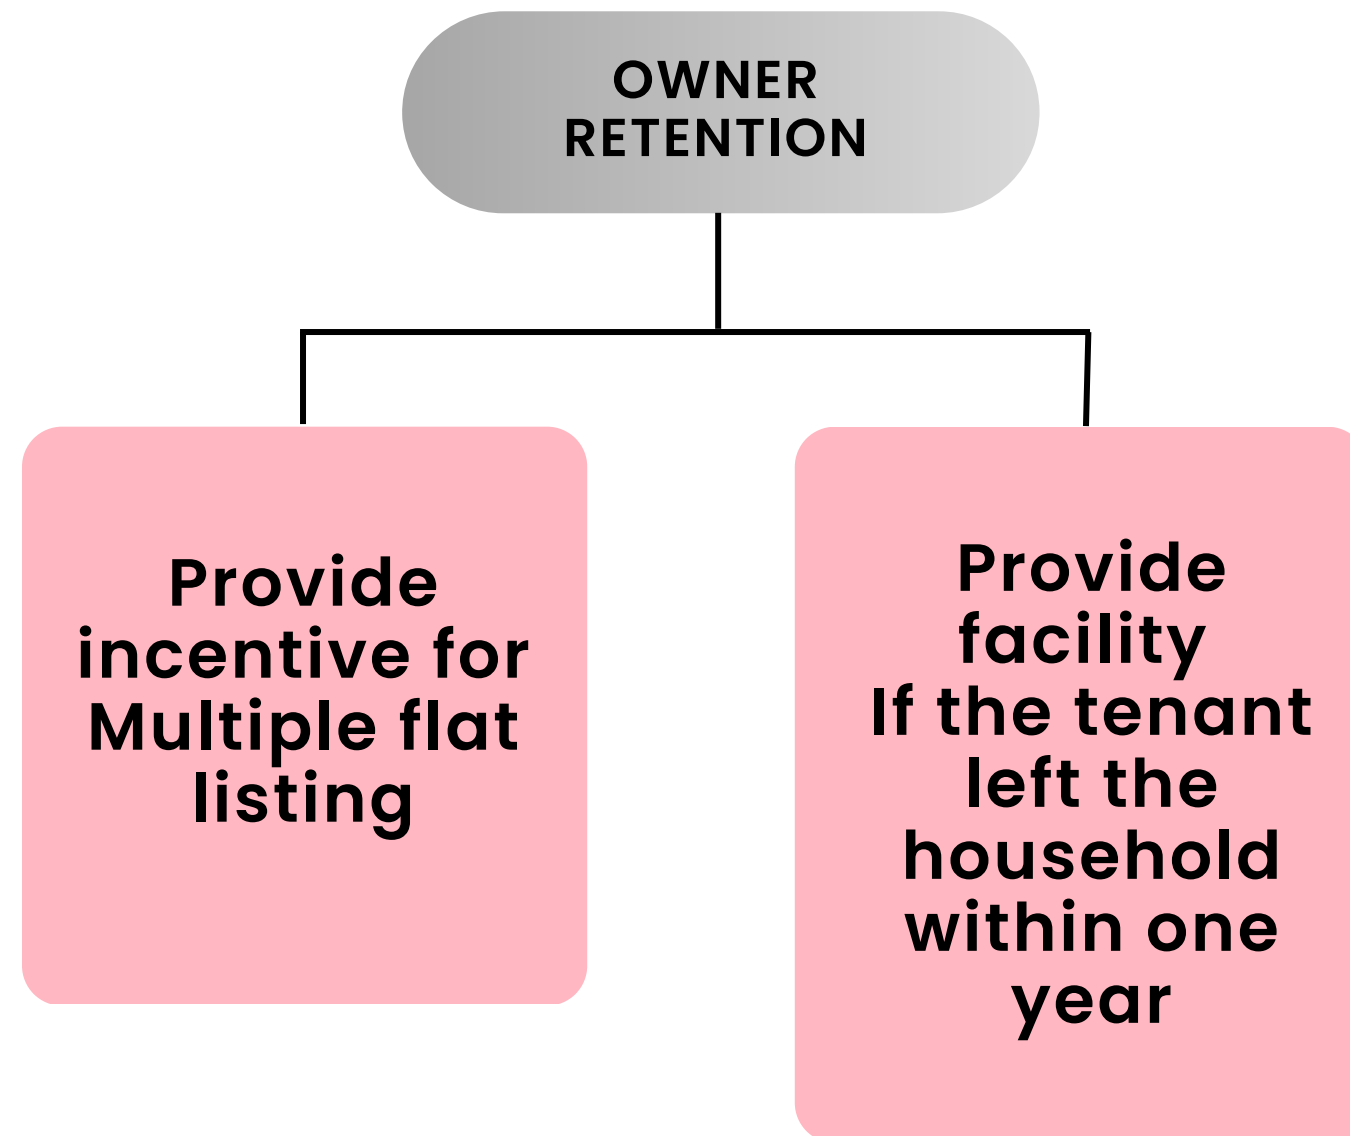 OWNER
RETENTION
Provide
incentive for
Multiple flat
listing
Provide
facility
If the tenant
left the
household
within one
year